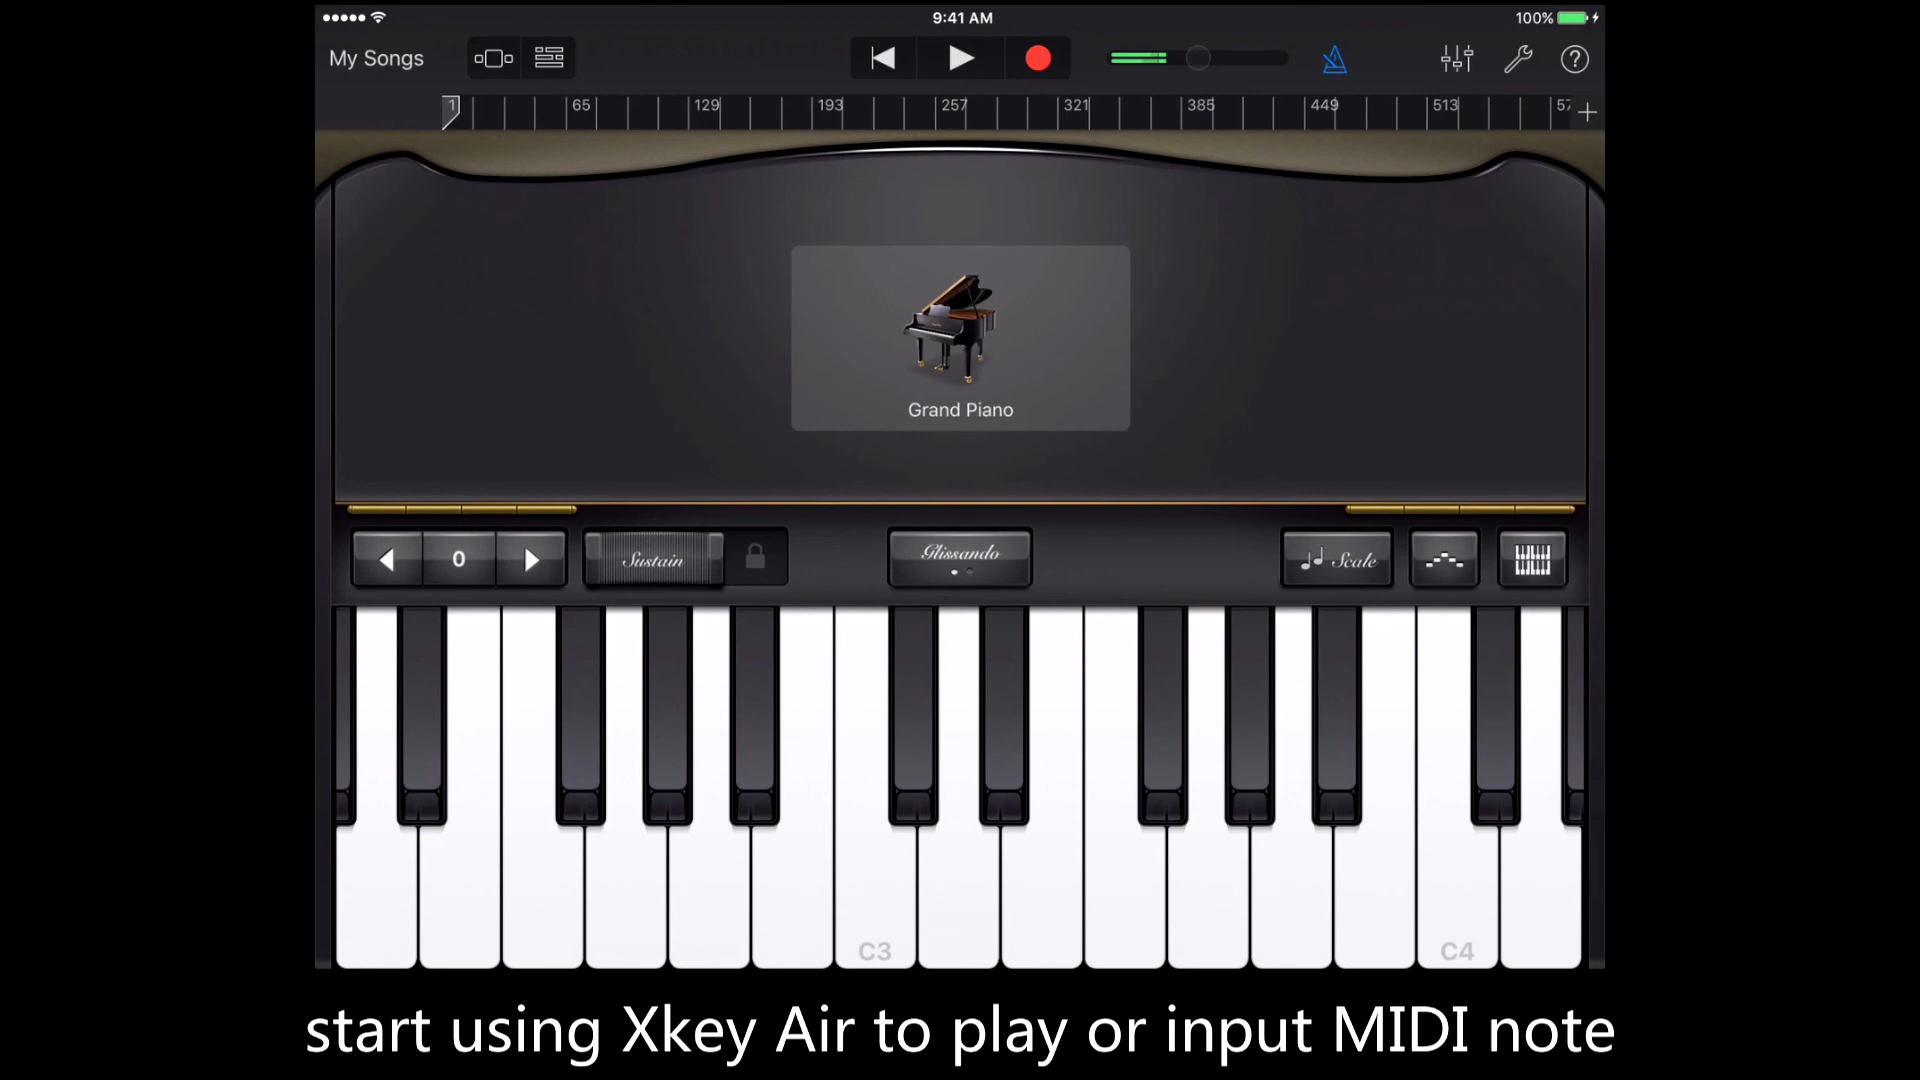 9:41 AM
100%
My Songs
1 65 129 193 257 321 385 449 513
Grand Piano
0 Sustain Glissando Scale
C3 C4
start using Xkey Air to play or input MIDI note